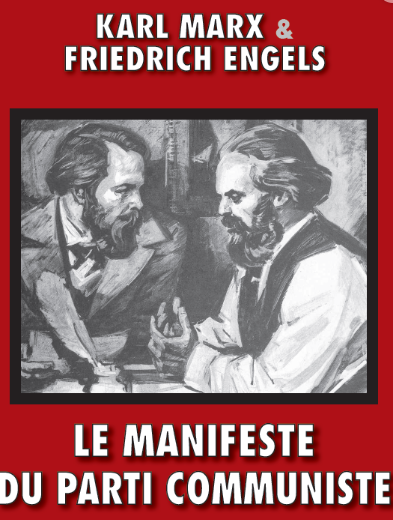 KARL MARX &
FRIEDRICH ENGELS
LE MANIFESTE
DU PARTI COMMUNISTE